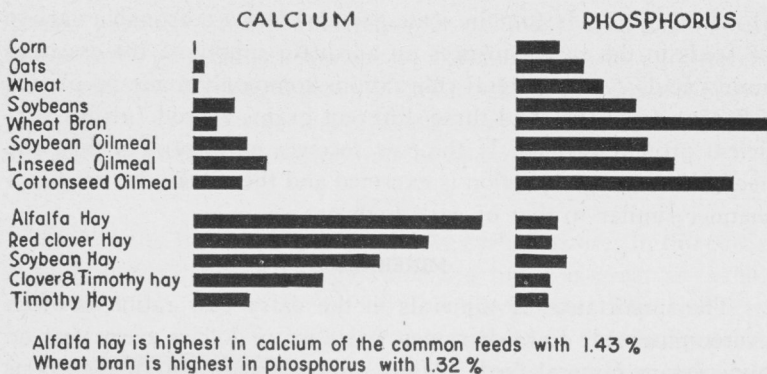 CALCIUM PHOSPHORUS
Corn
Oats
Wheat
Soybeans
Wheat Bran
Soybean Oilmeal
Linseed Oilmeal
Cottonseed Oilmeal
Alfalfa Hay
Red clover Hay
Soybean Hay
Clover&Timothy hay
Timothy Hay
Alfalfa hay is highest in calcium of the common feeds with 1.43 %
Wheat bran is highest in phosphorus with 1.32 %